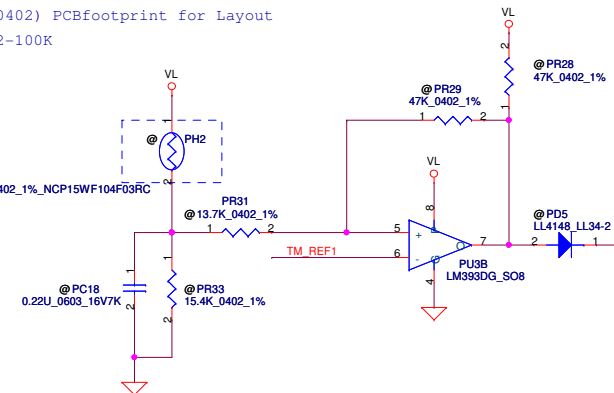 0402) PCBfootprint for Layout
2-100K
VL
2
@PR28
47K_0402_1%
1
VL
@PR29
47K_0402_1%
1
2
1
@
PH2
2
402_1%_NCP15WF104F03RC
VL
8
PR31
@13.7K_0402_1%
1
2
5
+
P
O
7
@PD5
LL4148_LL34-2
2
1
TM_REF1
6
-
G
PU3B
LM393DG_SO8
4
1
@PC18
0.22U_0603_16V7K
2
1
@PR33
15.4K_0402_1%
2